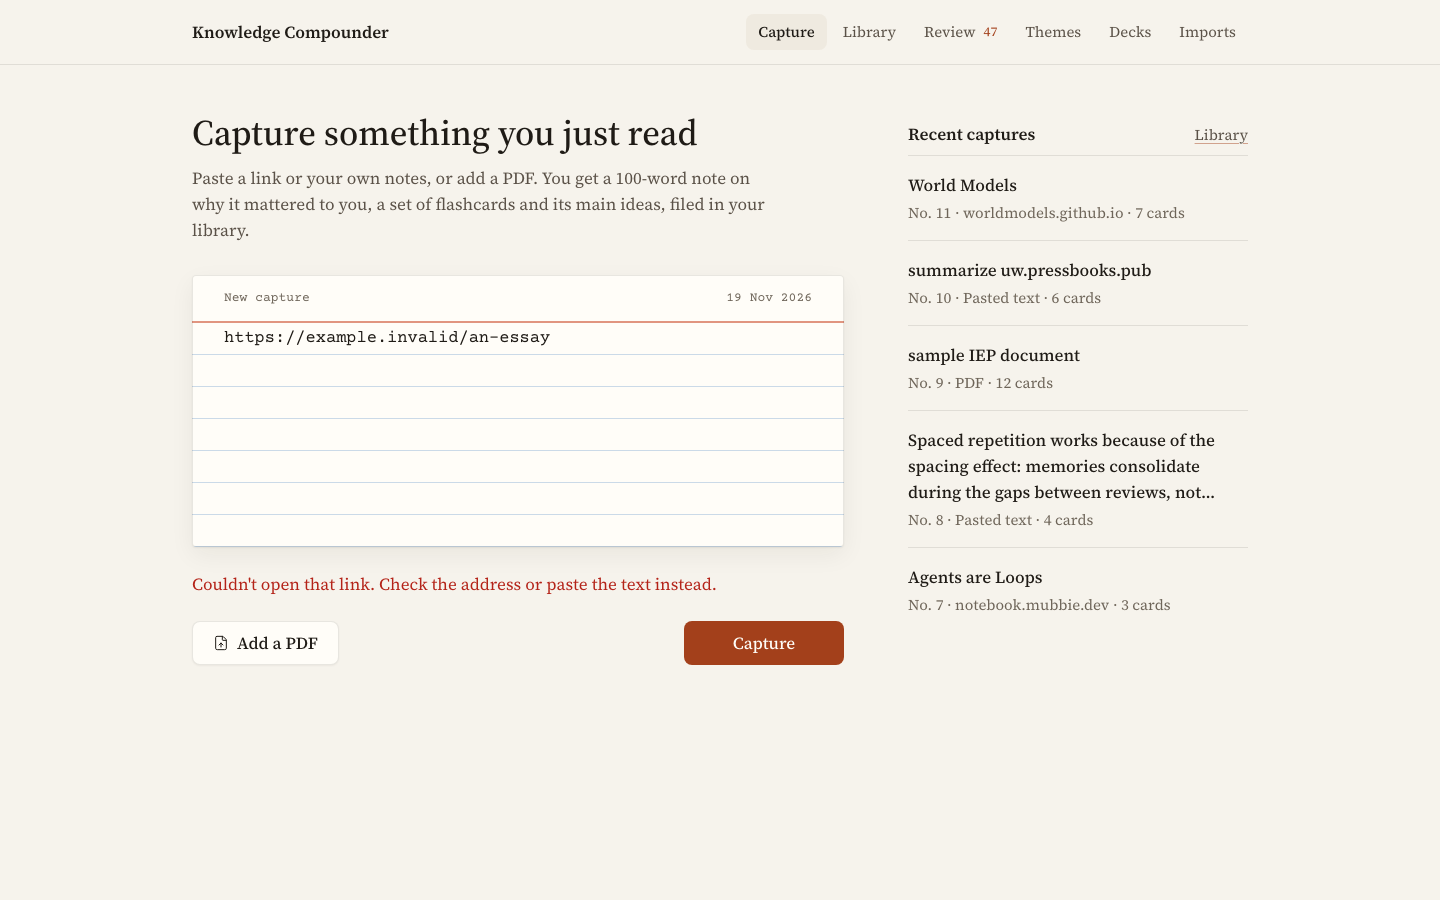 Knowledge Compounder
Capture
Library
Review 47
Themes
Decks
Imports
Capture something you just read
Paste a link or your own notes, or add a PDF. You get a 100-word note on
why it mattered to you, a set of flashcards and its main ideas, filed in your
library.
New capture
19 Nov 2026
https://example.invalid/an-essay
Couldn't open that link. Check the address or paste the text instead.
Add a PDF
Capture
Recent captures
Library
World Models
No. 11 · worldmodels.github.io · 7 cards
summarize uw.pressbooks.pub
No. 10 · Pasted text · 6 cards
sample IEP document
No. 9 · PDF · 12 cards
Spaced repetition works because of the
spacing effect: memories consolidate
during the gaps between reviews, not...
No. 8 · Pasted text · 4 cards
Agents are Loops
No. 7 · notebook.mubbie.dev · 3 cards